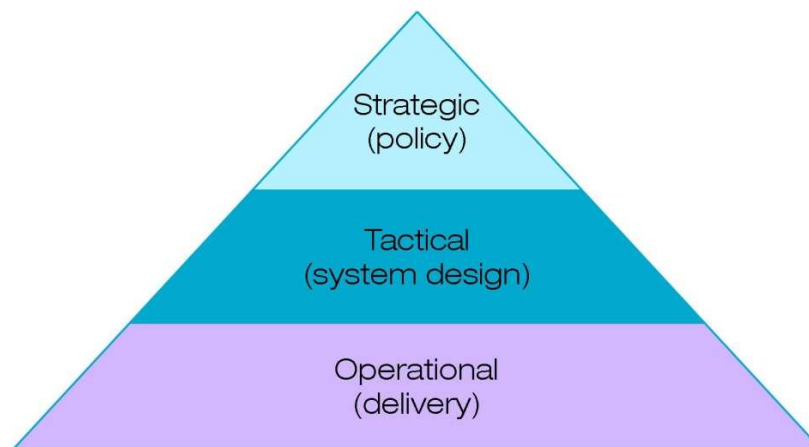 Strategic
(policy)
Tactical
(system design)
Operational
(delivery)